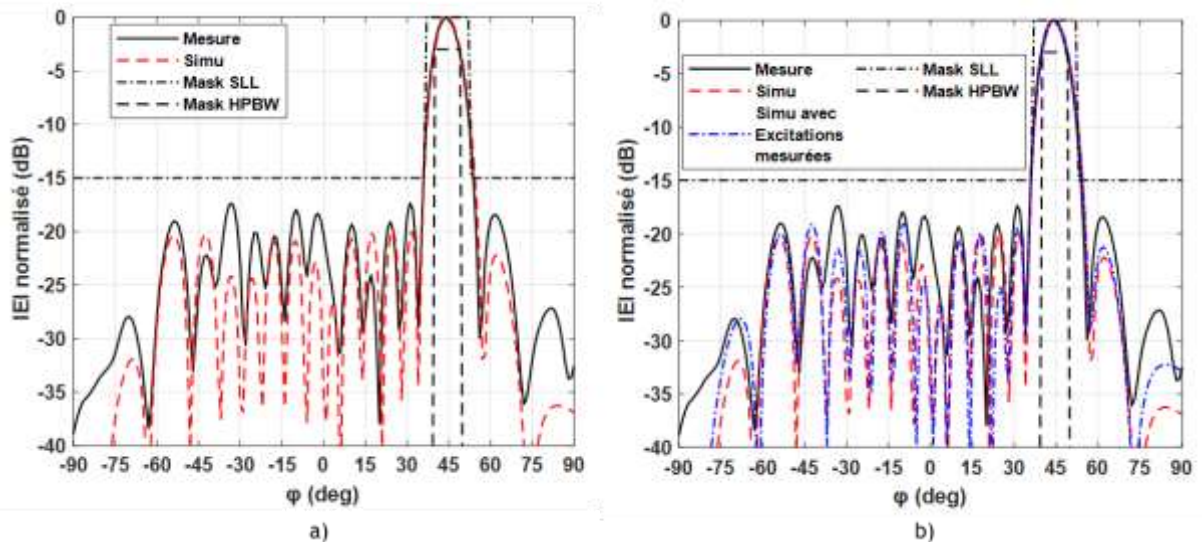 0
-5
-10
-15
-20
-25
-30
-35
-40
IEI normalisé (dB)
Mesure
Simu
Mask SLL
Mask HPBW
-90 -75 -60 -45 -30 -15 0 15 30 45 60 75 90
φ (deg)
a)
0
-5
-10
-15
-20
-25
-30
-35
-40
IEI normalisé (dB)
Mesure
Simu
Simu avec
Excitations
mesurées
Mask SLL
Mask HPBW
-90 -75 -60 -45 -30 -15 0 15 30 45 60 75 90
φ (deg)
b)